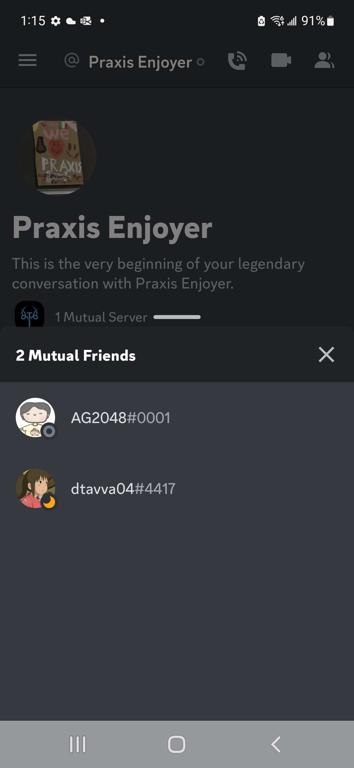 1:15
91%
@ Praxis Enjoyer
We
PRAXIS
Praxis Enjoyer
This is the very beginning of your legendary
conversation with Praxis Enjoyer.
1 Mutual Server
2 Mutual Friends
AG2048#0001
dtavva04#4417